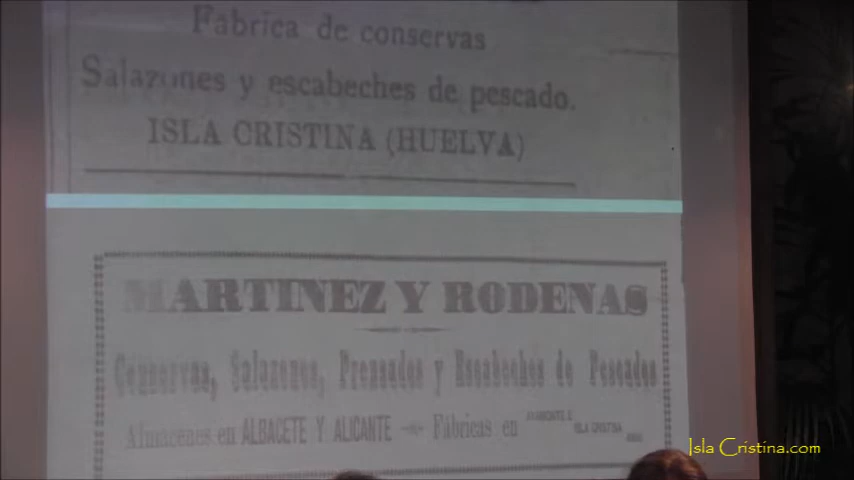 Fábrica de conservas
Salazones y escabeches de pescado.
ISLA CRISTINA (HUELVA)
MARTINEZ Y RODENAS
Conservas, Salazones, Prensados y Escabeches de Pescados
Almacenes en ALBACETE Y ALICANTE — Fábricas en
ISLA CRISTINA
Isla Cristina.com